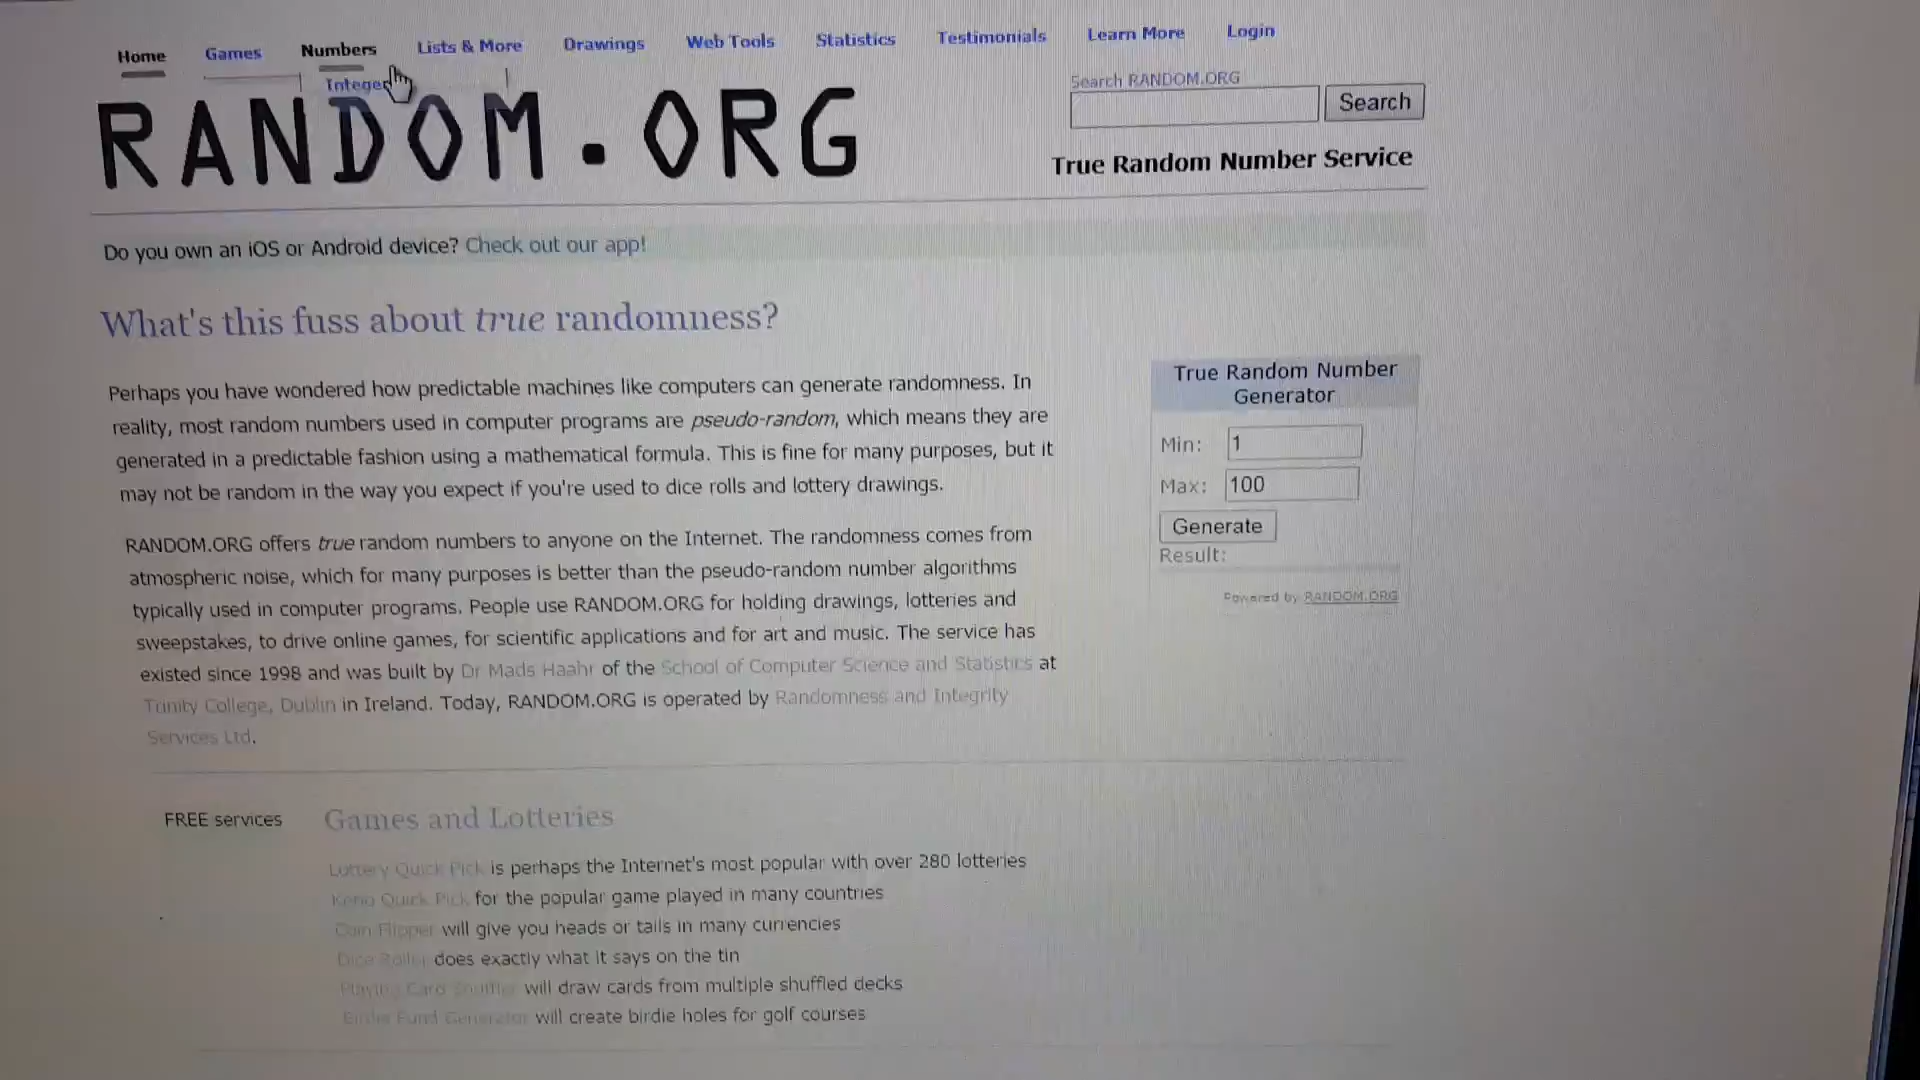 Home Games Numbers Lists & More Drawings Web Tools Statistics Testimonials Learn More Login
Integer
Search RANDOM.ORG
Search
RANDOM.ORG
True Random Number Service
Do you own an iOS or Android device? Check out our app!
What's this fuss about true randomness?
Perhaps you have wondered how predictable machines like computers can generate randomness. In
reality, most random numbers used in computer programs are pseudo-random, which means they are
generated in a predictable fashion using a mathematical formula. This is fine for many purposes, but it
may not be random in the way you expect if you're used to dice rolls and lottery drawings.
RANDOM.ORG offers true random numbers to anyone on the Internet. The randomness comes from
atmospheric noise, which for many purposes is better than the pseudo-random number algorithms
typically used in computer programs. People use RANDOM.ORG for holding drawings, lotteries and
sweepstakes, to drive online games, for scientific applications and for art and music. The service has
existed since 1998 and was built by Dr Mads Haahr of the School of Computer Science and Statistics at
Trinity College, Dublin in Ireland. Today, RANDOM.ORG is operated by Randomness and Integrity
Services Ltd.
True Random Number
Generator
Min: 1
Max: 100
Generate
Result:
Powered by RANDOM.ORG
FREE services
Games and Lotteries
Lottery Quick Pick is perhaps the Internet's most popular with over 280 lotteries
Keno Quick Pick for the popular game played in many countries
Coin Flipper will give you heads or tails in many currencies
Dice Roller does exactly what it says on the tin
Playing Card Shuffler will draw cards from multiple shuffled decks
Birdie Fund Generator will create birdie holes for golf courses